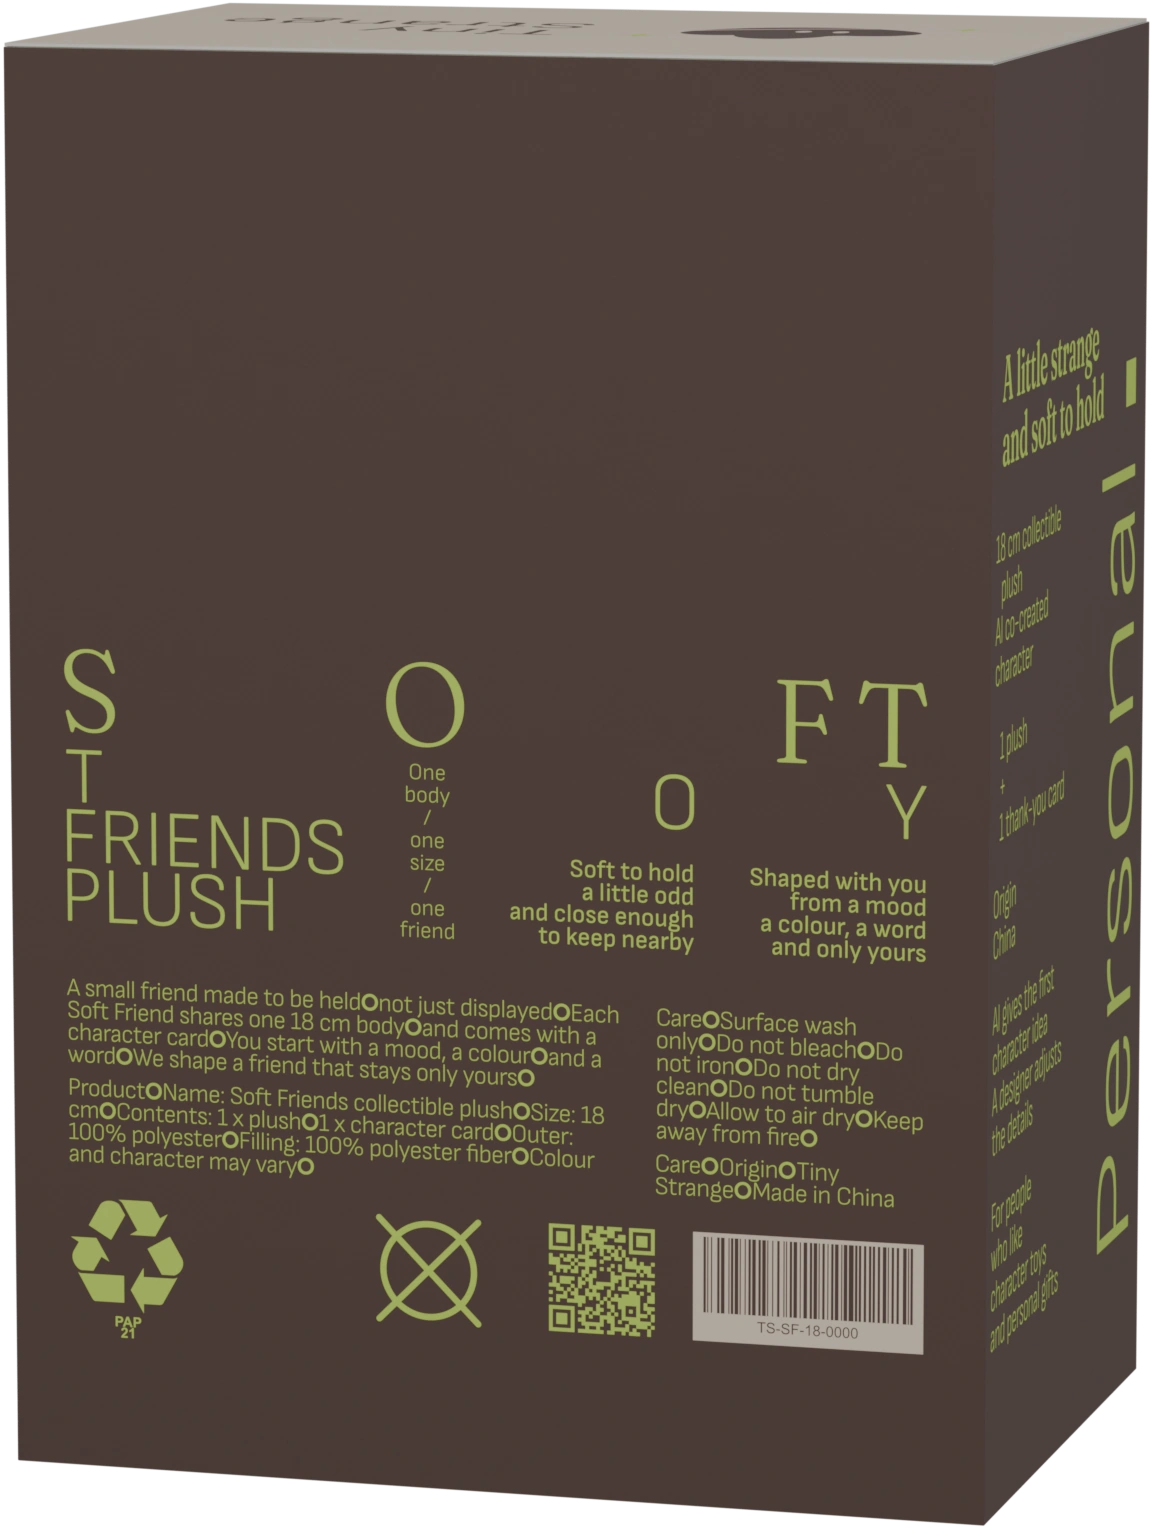 Tiny
strange
S O F T
T O Y
FRIENDS
PLUSH
One
body
/
one
size
/
one
friend
Soft to hold
a little odd
and close enough
to keep nearby
Shaped with you
from a mood
a colour, a word
and only yours
A small friend made to be held not just displayed Each
Soft Friend shares one 18 cm body and comes with a
character card You start with a mood, a colour and a
word We shape a friend that stays only yours
Product Name: Soft Friends collectible plush Size: 18
cm Contents: 1 x plush 1 x character card Outer:
100% polyester Filling: 100% polyester fiber Colour
and character may vary
Care Surface wash
only Do not bleach Do
not iron Do not dry
clean Do not tumble
dry Allow to air dry Keep
away from fire
Care Origin Tiny
Strange Made in China
PAP
21
TS-SF-18-0000
A little strange
and soft to hold
18 cm collectible
plush
AI co-created
character
1 plush
+
1 thank-you card
Origin
China
AI gives the first
character idea
A designer adjusts
the details
For people
who like
character toys
and personal gifts
Personal